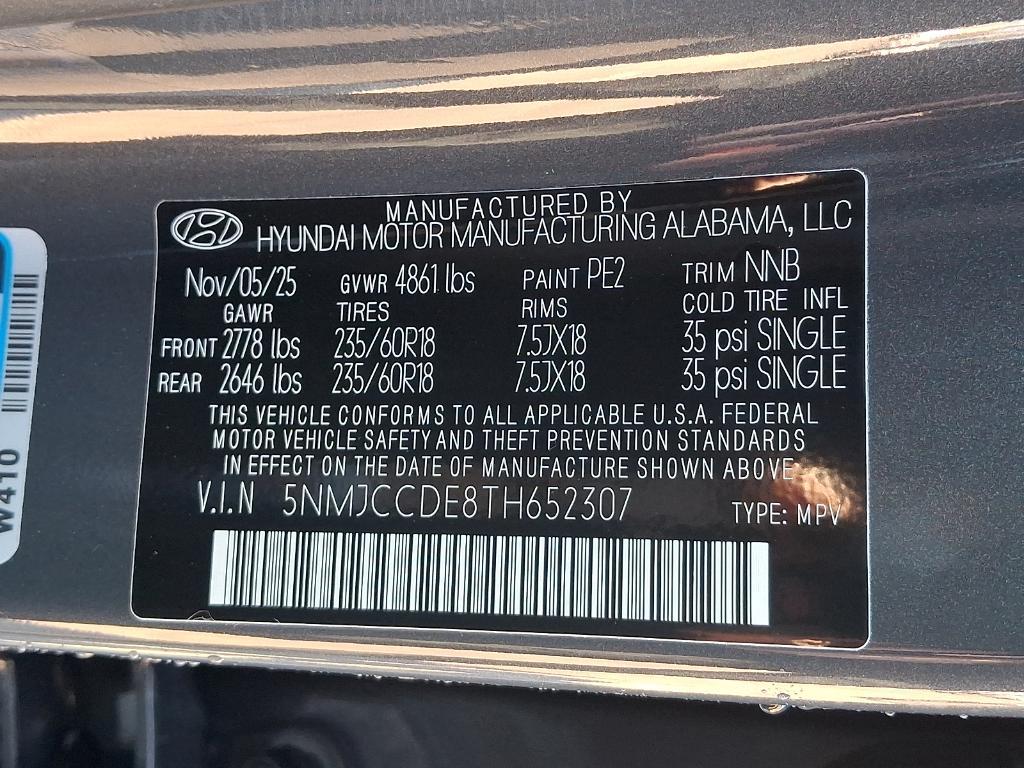 MANUFACTURED BY
HYUNDAI MOTOR MANUFACTURING ALABAMA, LLC
Nov/05/25 GVWR 4861 lbs PAINT PE2 TRIM NNB
GAWR TIRES RIMS COLD TIRE INFL
FRONT 2778 lbs 235/60R18 7.5JX18 35 psi SINGLE
REAR 2646 lbs 235/60R18 7.5JX18 35 psi SINGLE
THIS VEHICLE CONFORMS TO ALL APPLICABLE U.S.A. FEDERAL
MOTOR VEHICLE SAFETY AND THEFT PREVENTION STANDARDS
IN EFFECT ON THE DATE OF MANUFACTURE SHOWN ABOVE.
V.I.N 5NMJCCDE8TH652307 TYPE: MPV
W410